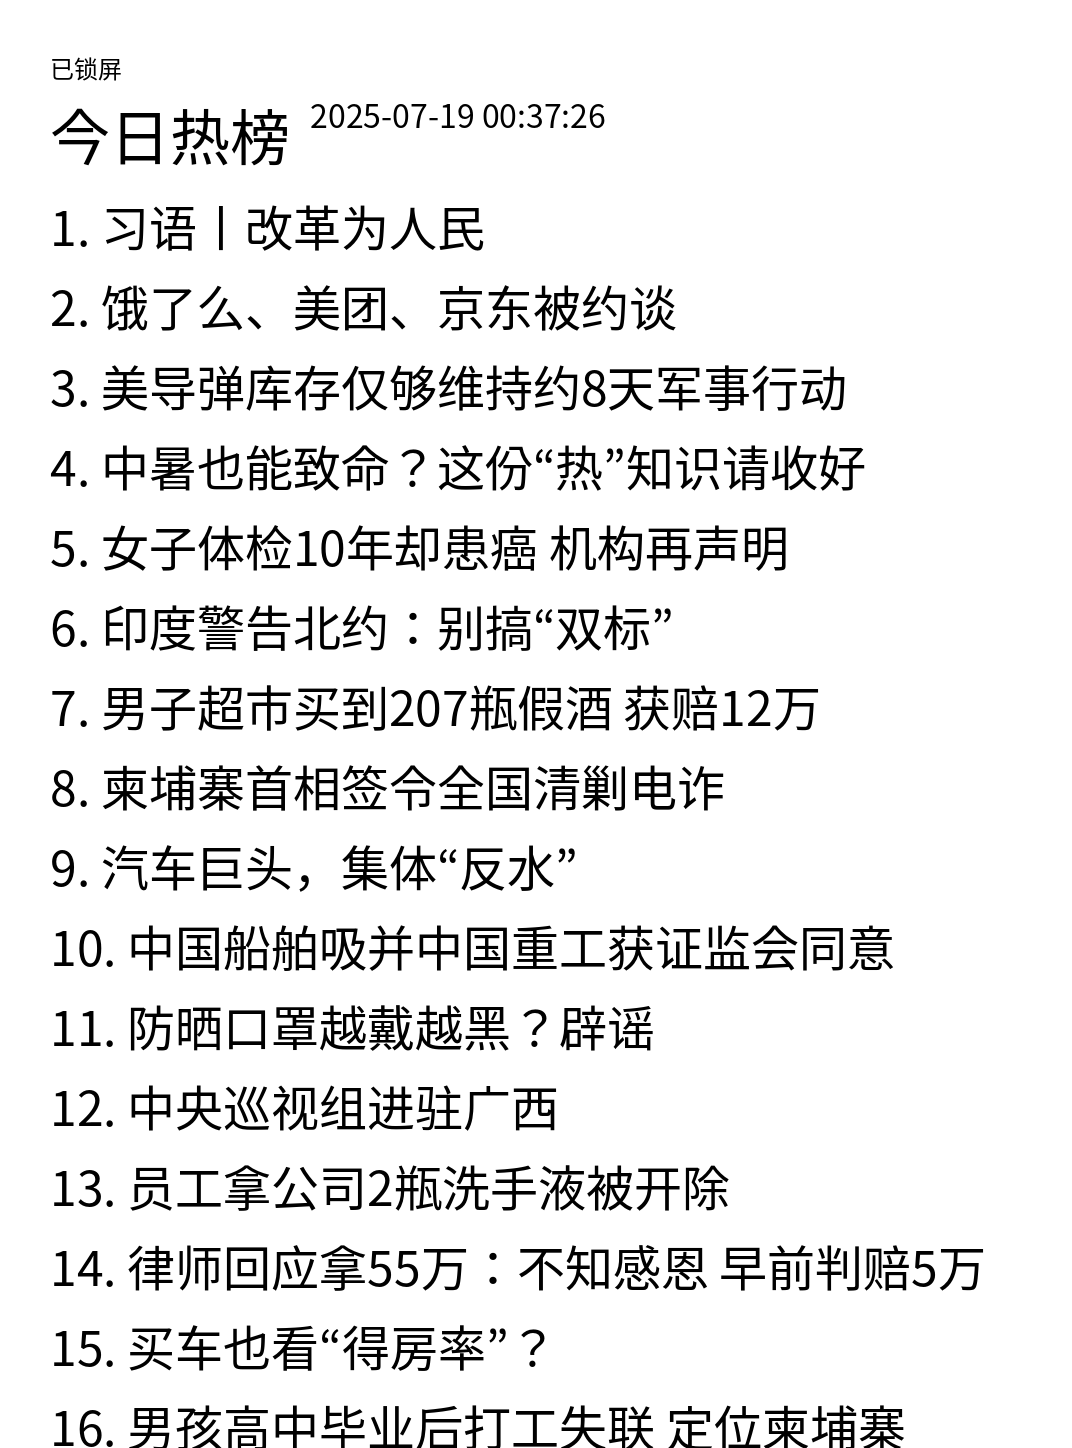 已锁屏
今日热榜 2025-07-19 00:37:26
1. 习语丨改革为人民
2. 饿了么、美团、京东被约谈
3. 美导弹库存仅够维持约8天军事行动
4. 中暑也能致命？这份“热”知识请收好
5. 女子体检10年却患癌 机构再声明
6. 印度警告北约：别搞“双标”
7. 男子超市买到207瓶假酒 获赔12万
8. 柬埔寨首相签令全国清剿电诈
9. 汽车巨头，集体“反水”
10. 中国船舶吸并中国重工获证监会同意
11. 防晒口罩越戴越黑？辟谣
12. 中央巡视组进驻广西
13. 员工拿公司2瓶洗手液被开除
14. 律师回应拿55万：不知感恩 早前判赔5万
15. 买车也看“得房率”？
16. 男孩高中毕业后打工失联 定位柬埔寨